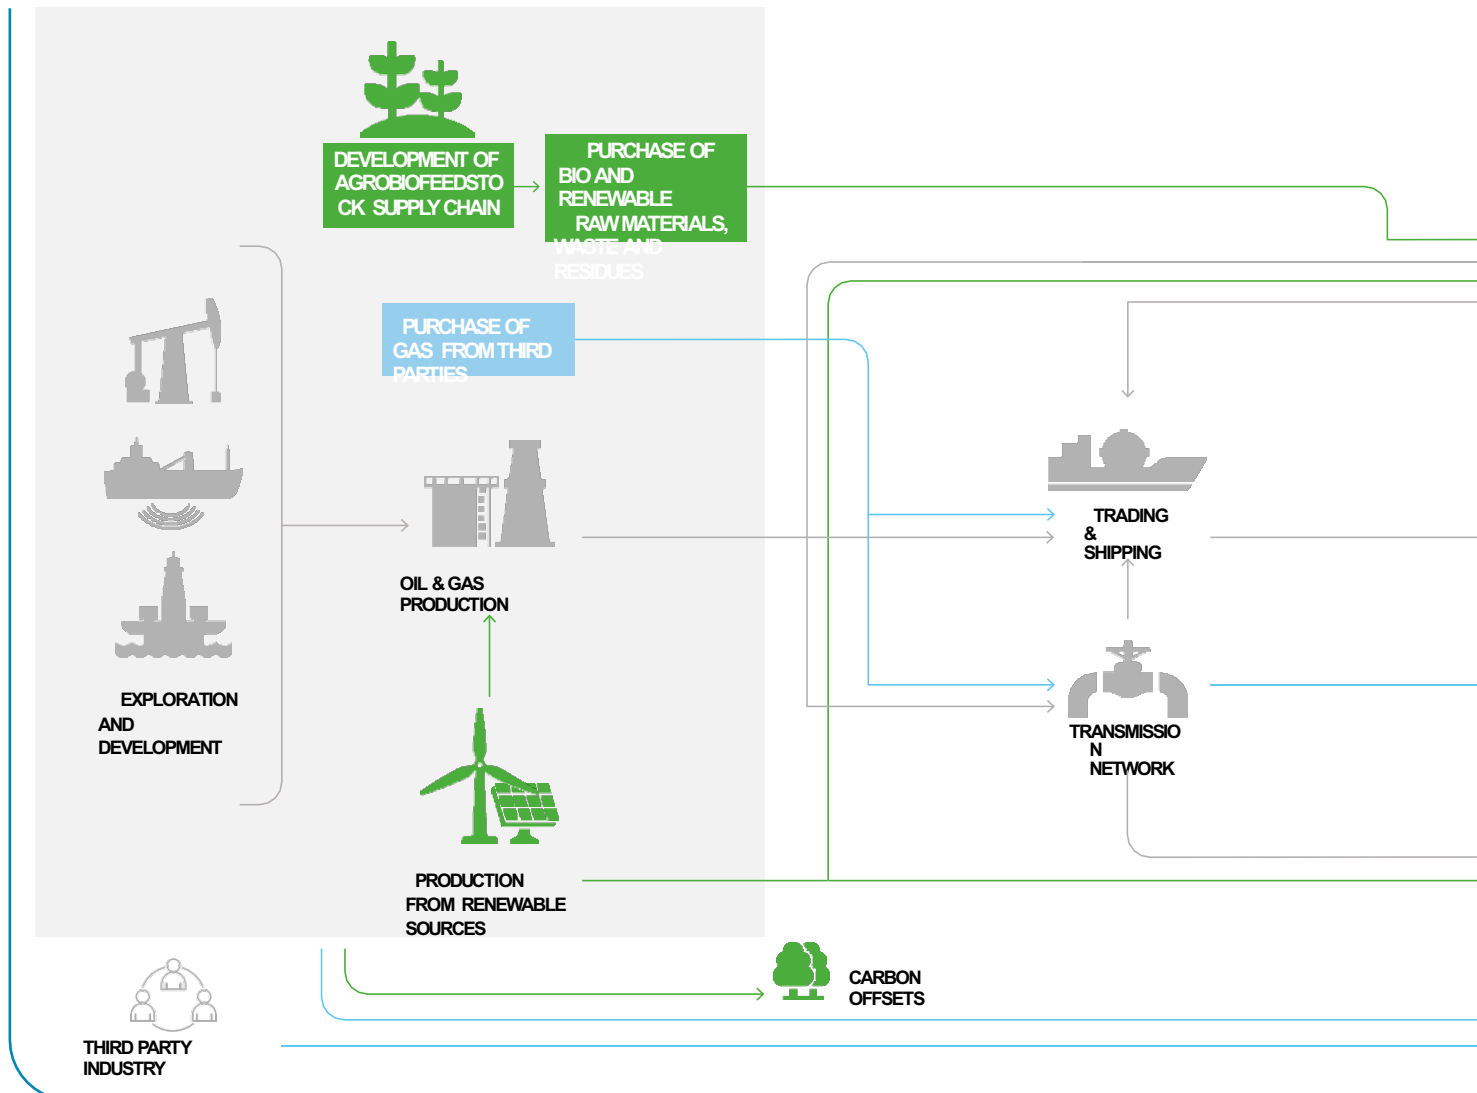 DEVELOPMENT OF
AGROBIOFEEDSTO
CK SUPPLY CHAIN
PURCHASE OF
BIO AND
RENEWABLE
RAW MATERIALS,
WASTE AND
RESIDUES
PURCHASE OF
GAS FROM THIRD
PARTIES
TRADING
&
SHIPPING
OIL & GAS
PRODUCTION
EXPLORATION
AND
DEVELOPMENT
TRANSMISSIO
N
NETWORK
PRODUCTION
FROM RENEWABLE
SOURCES
CARBON
OFFSETS
THIRD PARTY
INDUSTRY